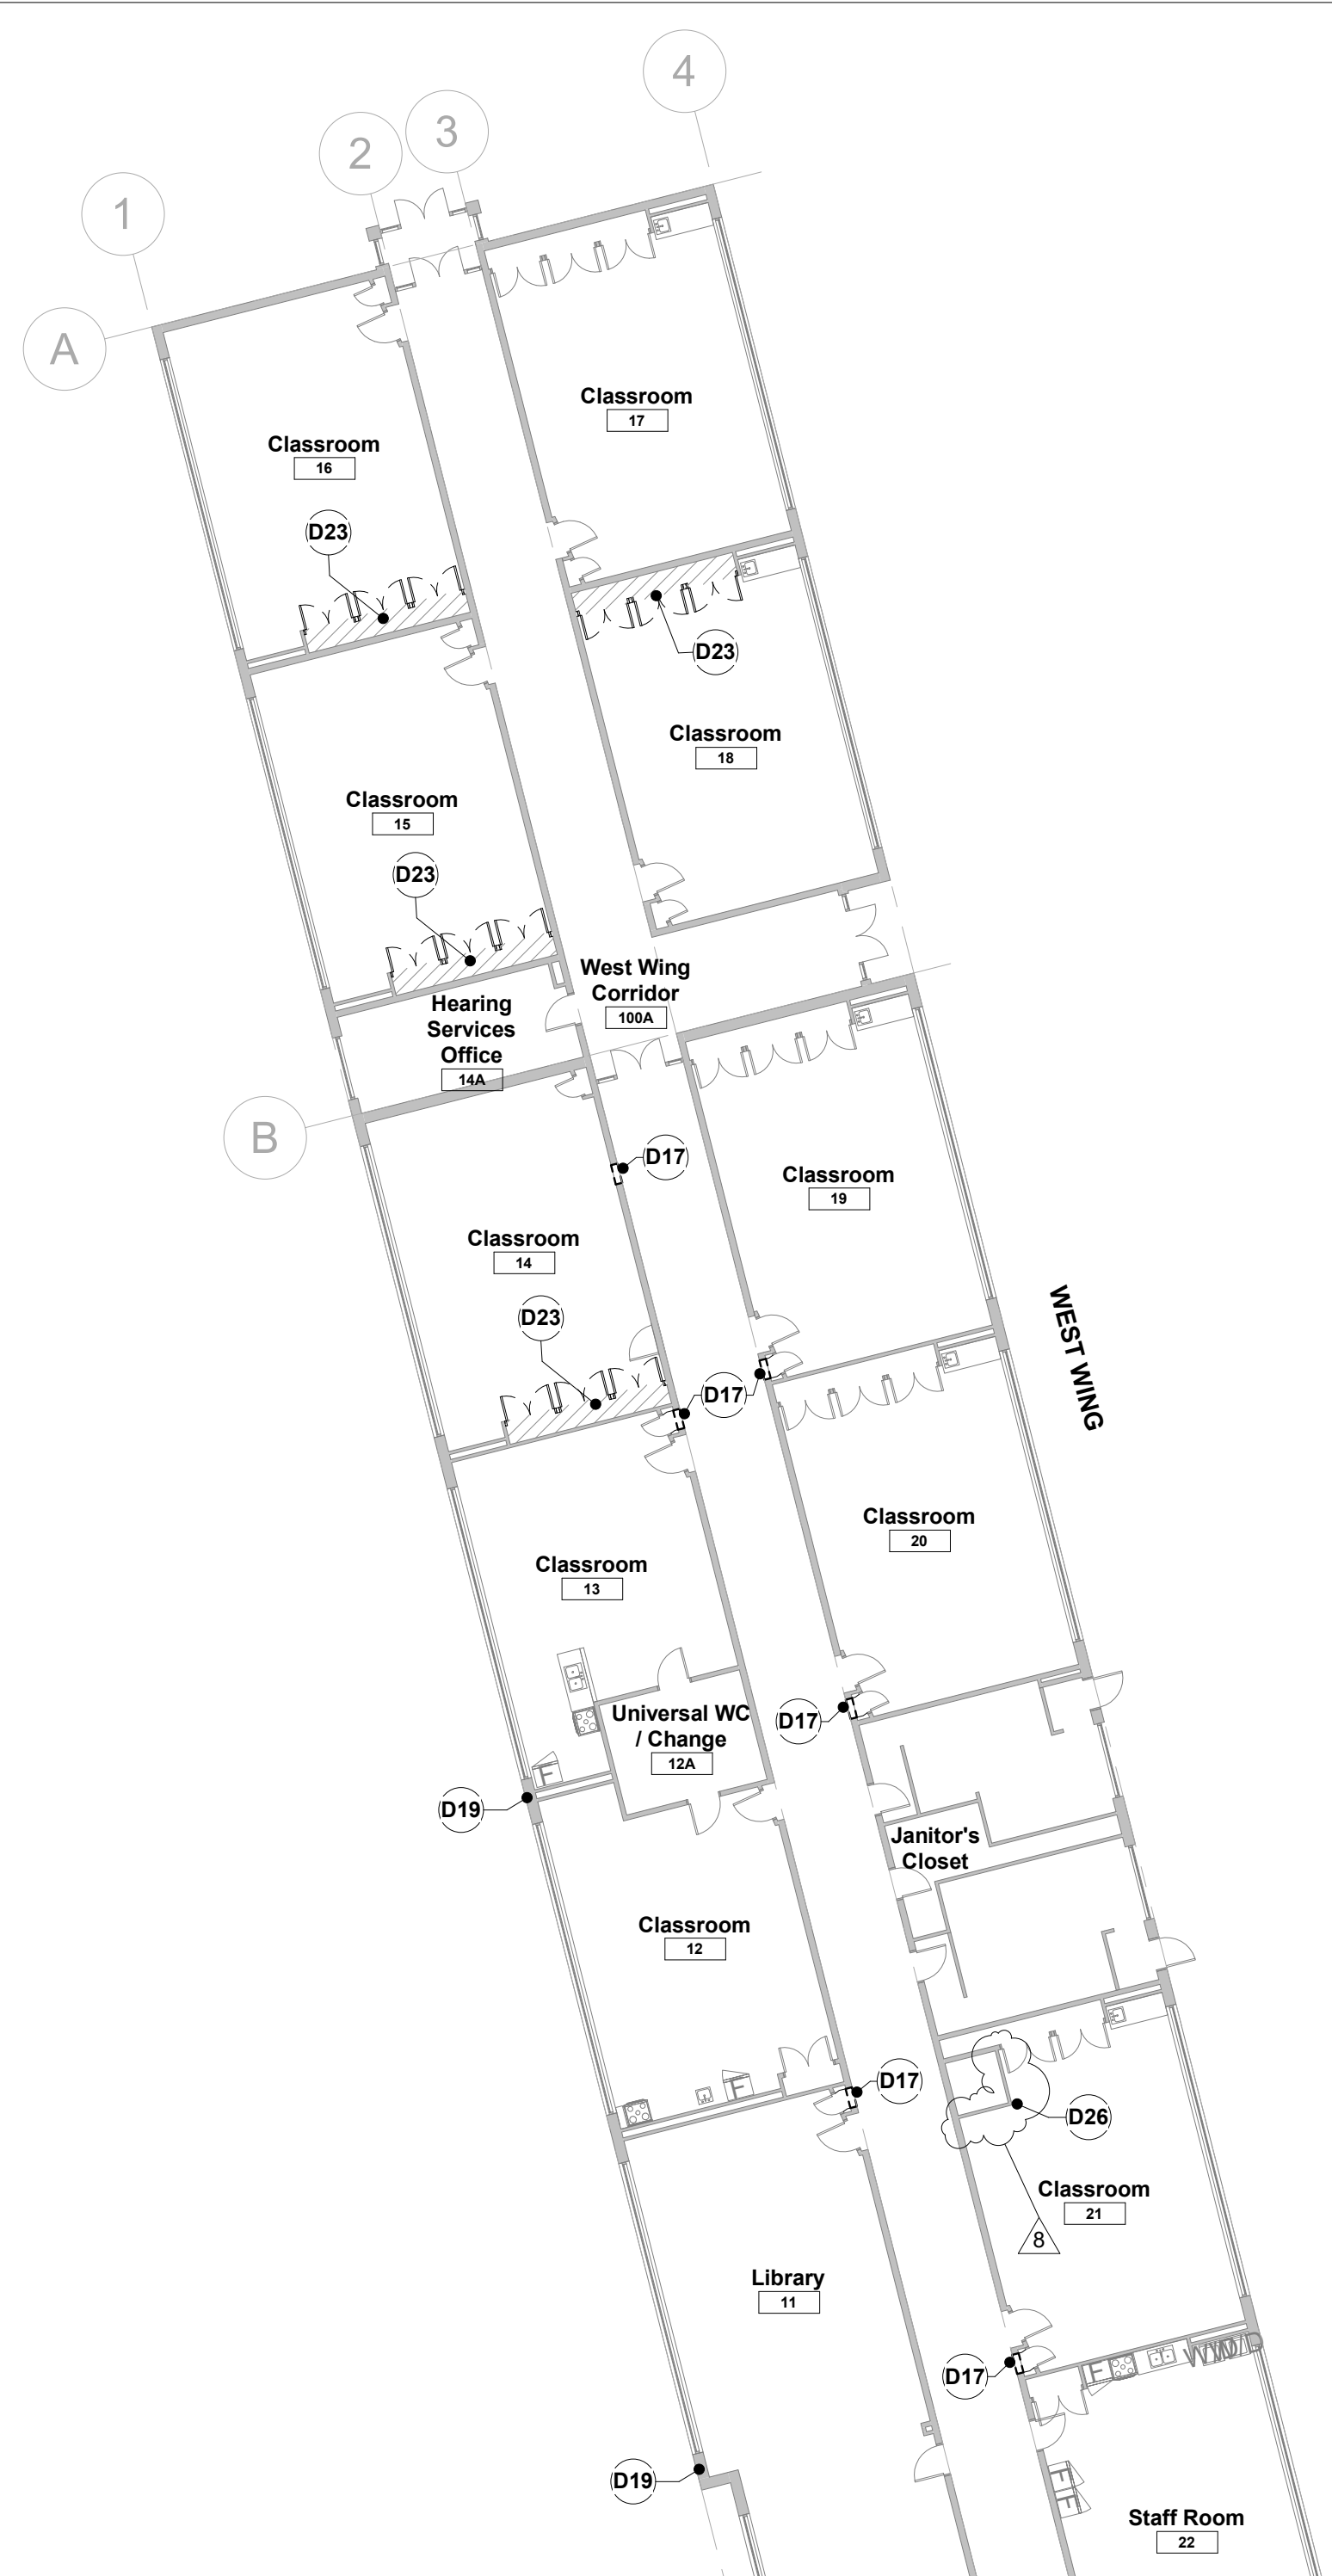 4
3
2
1
A
Classroom
17
Classroom
16
D23
D23
Classroom
18
Classroom
15
D23
West Wing
Corridor
100A
Hearing
Services
Office
14A
B
D17
Classroom
19
Classroom
14
D23
WEST WING
D17
Classroom
20
Classroom
13
Universal WC
/ Change
12A
D17
F
D19
Janitor's
Closet
Classroom
12
F
D17
D26
Classroom
21
8
Library
11
D17
F
D19
F
F
Staff Room
22